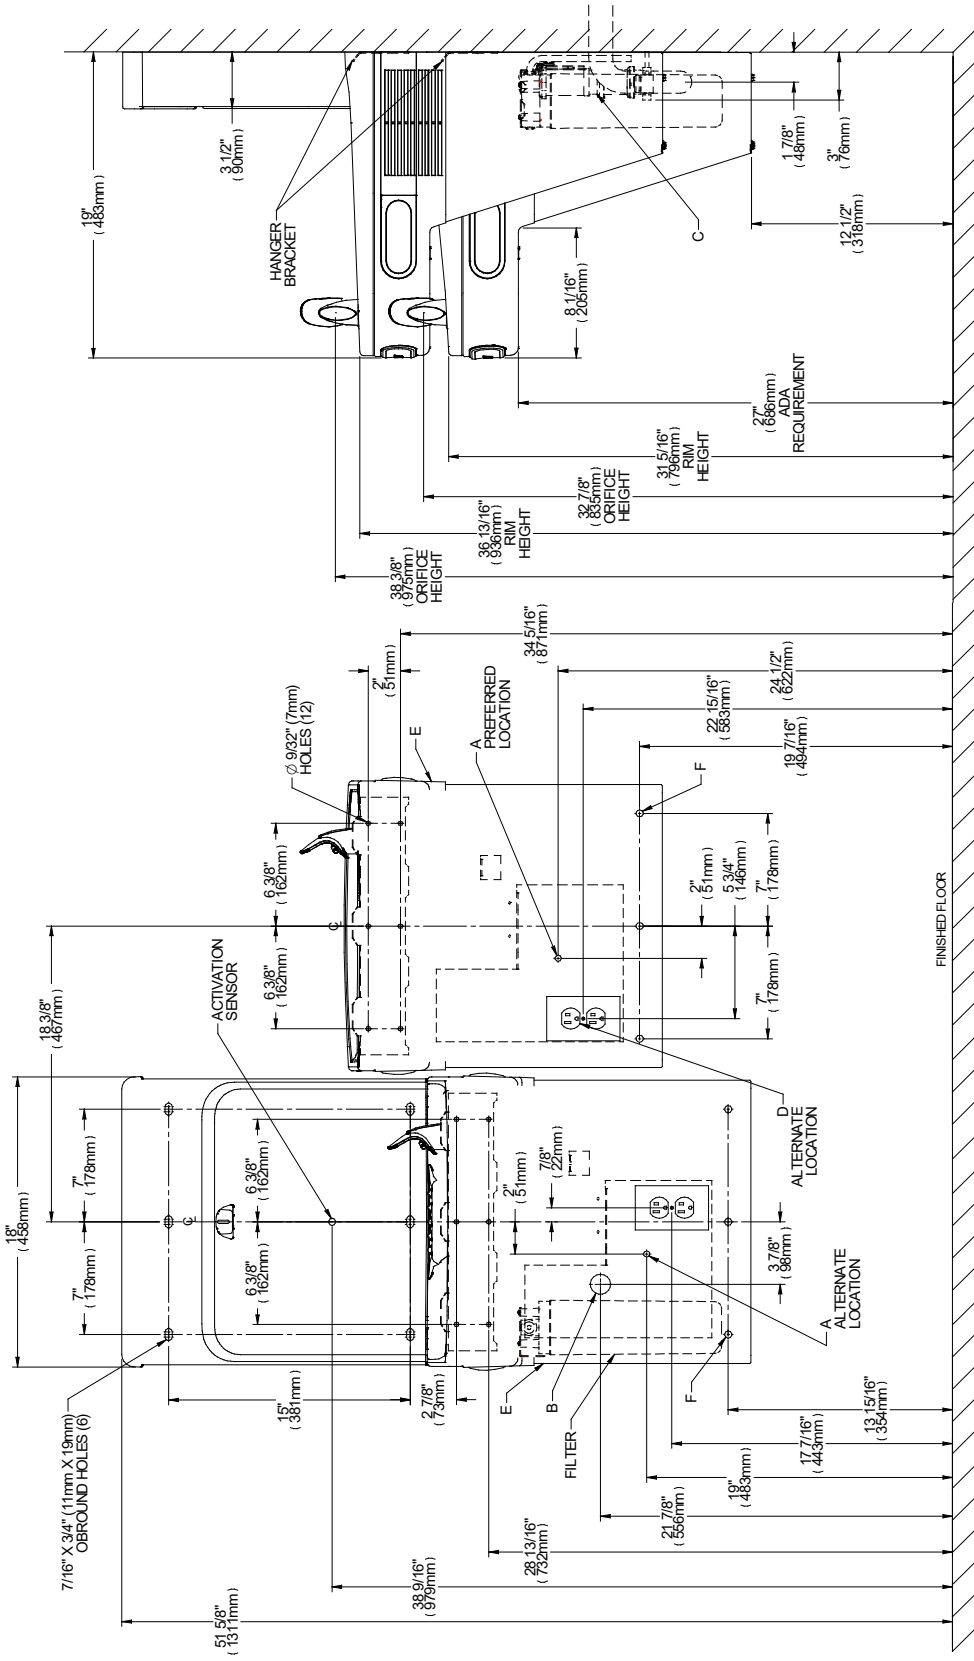 7/16" X 3/4" (11mm X 19mm)
OBROUND HOLES (6)
18"
(458mm)
7"
(178mm)
7"
(178mm)
18 3/8"
(467mm)
ACTIVATION
SENSOR
6 3/8"
(162mm)
6 3/8"
(162mm)
6 3/8"
(162mm)
6 3/8"
(162mm)
Ø 9/32" (7mm)
HOLES (12)
2"
(51mm)
51 5/8"
(1311mm)
38 9/16"
(979mm)
28 13/16"
(732mm)
21 7/8"
(556mm)
19"
(483mm)
17 7/16"
(443mm)
13 15/16"
(354mm)
15"
(381mm)
2 7/8"
(73mm)
E
B
FILTER
F
2"
(51mm)
7/8"
(22mm)
3 7/8"
(98mm)
A
ALTERNATE
LOCATION
D
ALTERNATE
LOCATION
E
A
PREFERRED
LOCATION
F
2"
(51mm)
5 3/4"
(146mm)
7"
(178mm)
7"
(178mm)
34 5/16"
(871mm)
24 1/2"
(622mm)
22 15/16"
(583mm)
19 7/16"
(494mm)
FINISHED FLOOR
38 3/8"
(975mm)
ORIFICE
HEIGHT
36 13/16"
(936mm)
RIM
HEIGHT
32 7/8"
(835mm)
ORIFICE
HEIGHT
31 5/16"
(796mm)
RIM
HEIGHT
27"
(686mm)
ADA
REQUIREMENT
19"
(483mm)
3 1/2"
(90mm)
HANGER
BRACKET
8 1/16"
(205mm)
C
1 7/8"
(48mm)
3"
(76mm)
12 1/2"
(318mm)